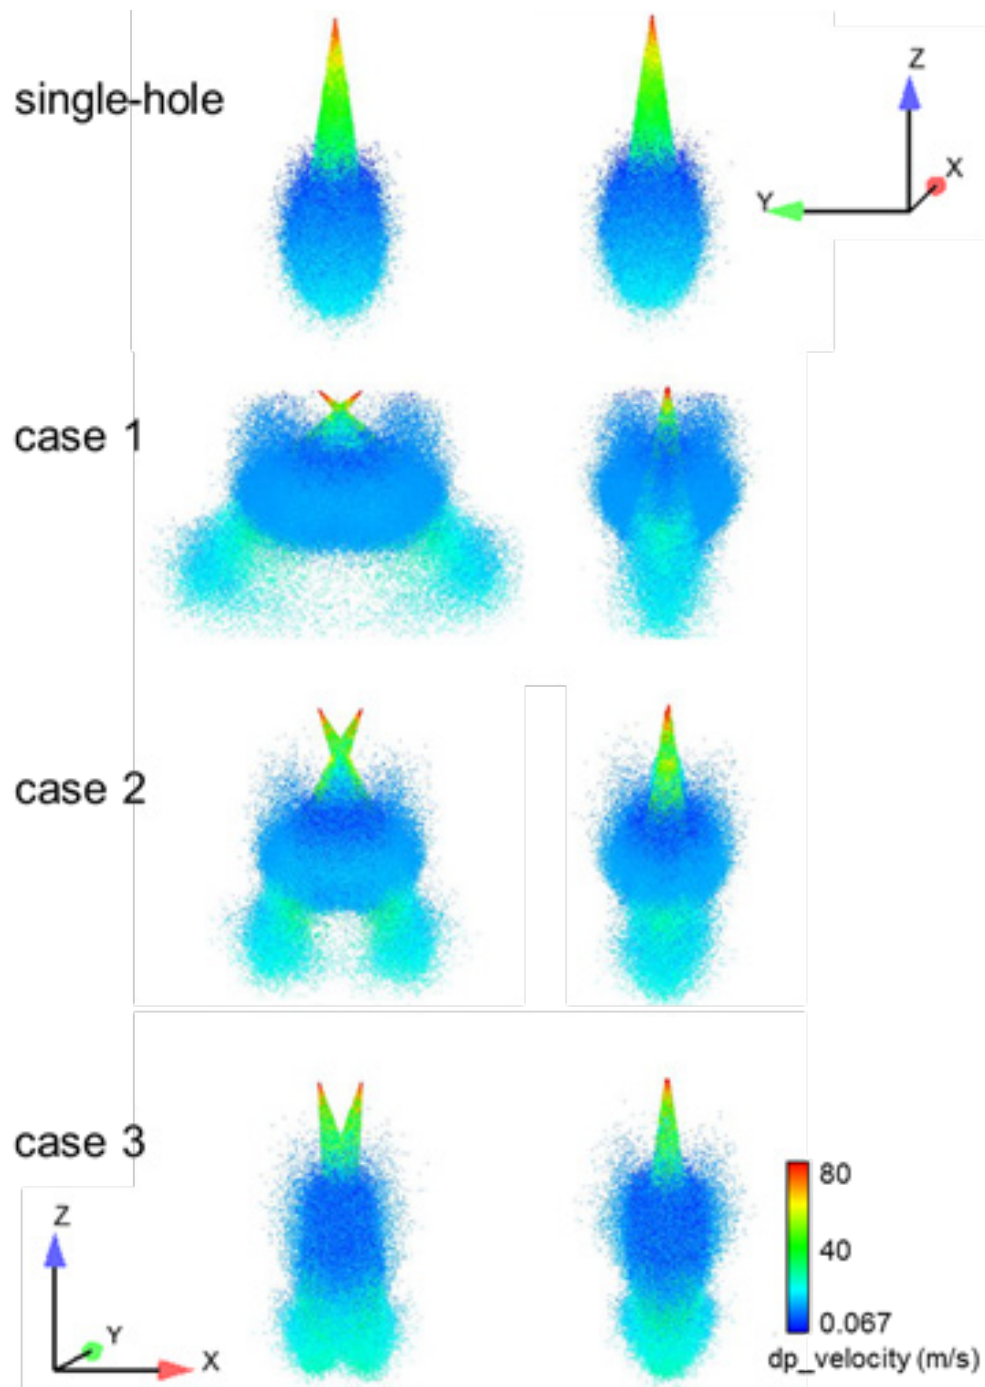 single-hole
Z
X
Y
case 1
case 2
case 3
Z
Y
X
80
40
0.067
dp_velocity (m/s)